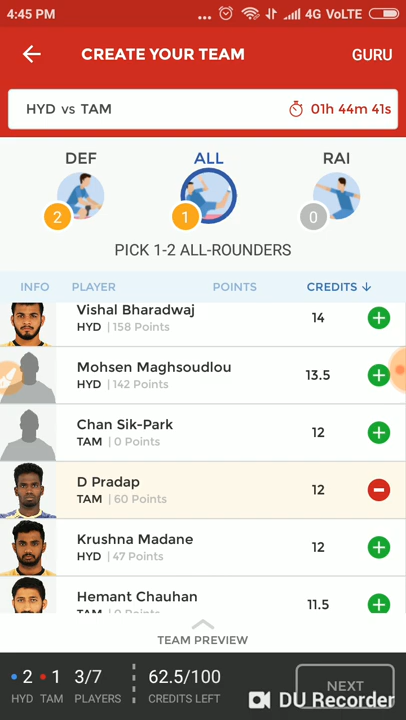 4:45 PM ... 4G VoLTE
CREATE YOUR TEAM GURU
HYD vs TAM 01h 44m 41s
DEF ALL RAI
2 1 0
PICK 1-2 ALL-ROUNDERS
INFO PLAYER POINTS CREDITS ↓
Vishal Bharadwaj 14
HYD | 158 Points
Mohsen Maghsoudlou 13.5
HYD | 142 Points
Chan Sik-Park 12
TAM | 0 Points
D Pradap 12
TAM | 60 Points
Krushna Madane 12
HYD | 47 Points
Hemant Chauhan 11.5
TAM | 0 Points
TEAM PREVIEW
2 1 3/7 62.5/100 NEXT
HYD TAM PLAYERS CREDITS LEFT DU Recorder